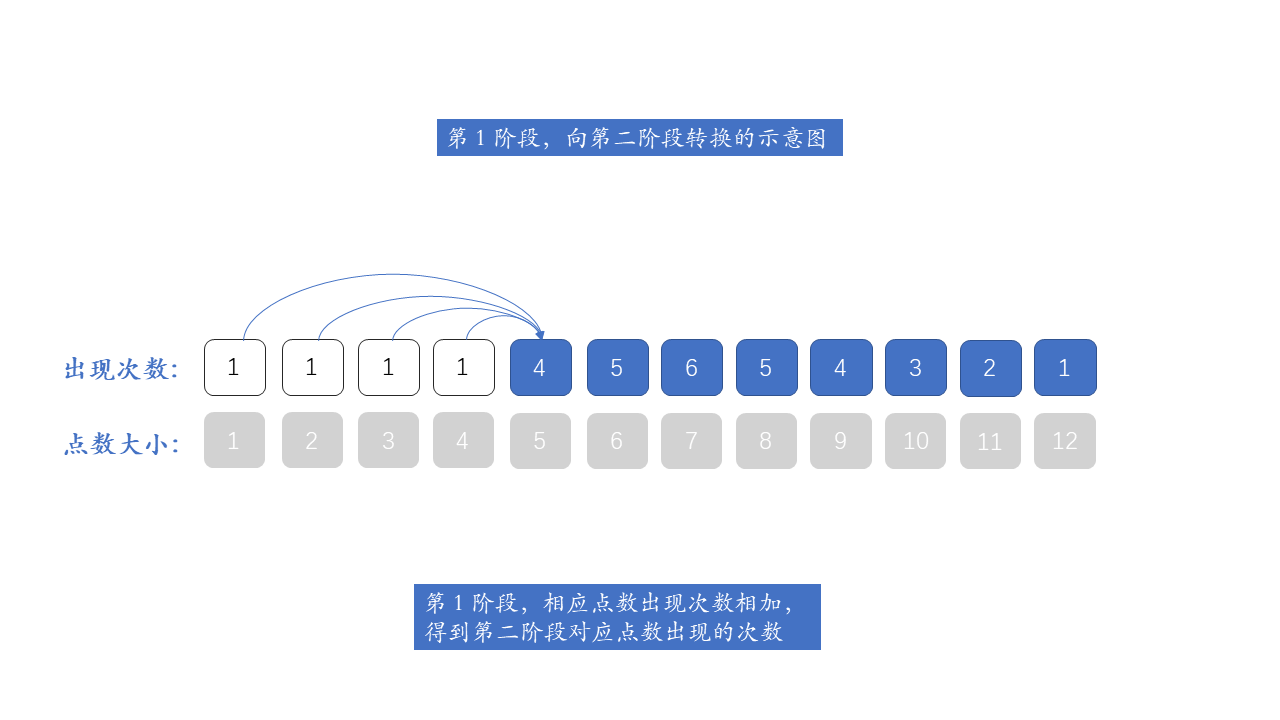 第1阶段，向第二阶段转换的示意图
出现次数: 1 1 1 1 4 5 6 5 4 3 2 1
点数大小: 1 2 3 4 5 6 7 8 9 10 11 12
第1阶段，相应点数出现次数相加，
得到第二阶段对应点数出现的次数